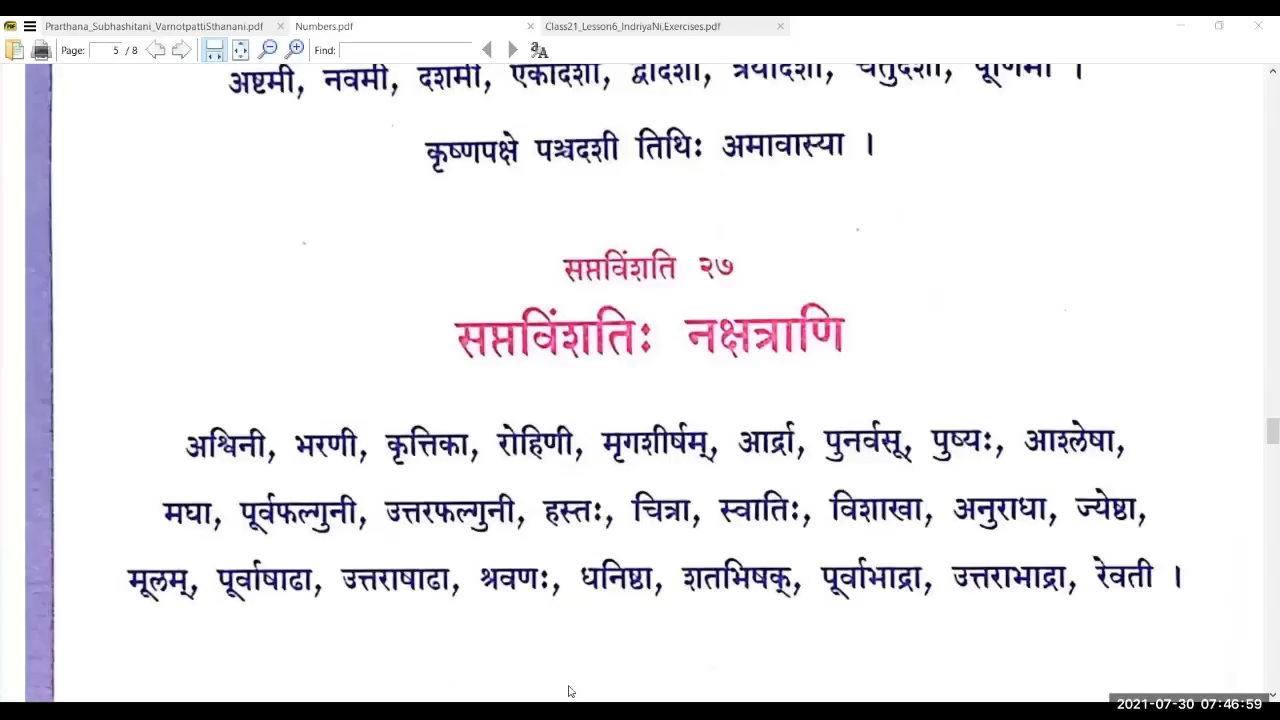 Prarthana_Subhashitani_VarnotpattiSthanani.pdf Numbers.pdf Class21_Lesson6_IndriyaNi,Exercises.pdf
Page: 5 / 8 Find:
अष्टमी, नवमी, दशमी, एकादशी, द्वादशी, त्रयोदशी, चतुर्दशी, पूर्णिमा ।
कृष्णपक्षे पञ्चदशी तिथिः अमावास्या ।
सप्तविंशति २७
सप्तविंशतिः नक्षत्राणि
अश्विनी, भरणी, कृत्तिका, रोहिणी, मृगशीर्षम्, आर्द्रा, पुनर्वसू, पुष्यः, आश्लेषा,
मघा, पूर्वफल्गुनी, उत्तरफल्गुनी, हस्तः, चित्रा, स्वातिः, विशाखा, अनुराधा, ज्येष्ठा,
मूलम्, पूर्वाषाढा, उत्तराषाढा, श्रवणः, धनिष्ठा, शतभिषक्, पूर्वाभाद्रा, उत्तराभाद्रा, रेवती ।
2021-07-30 07:46:59